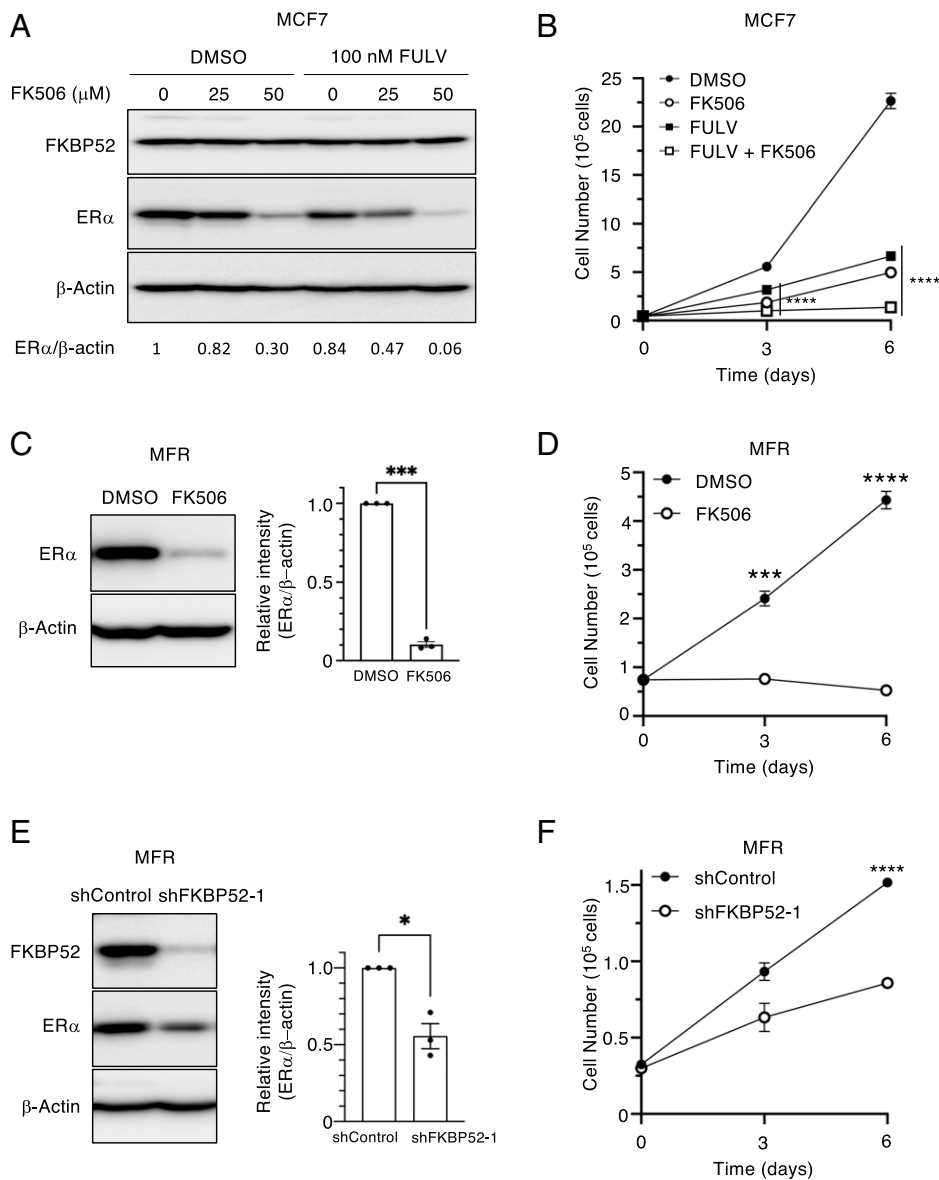 A
MCF7
DMSO 100 nM FULV
FK506 (μM) 0 25 50 0 25 50
FKBP52
ERα
β-Actin
ERα/β-actin 1 0.82 0.30 0.84 0.47 0.06
B
MCF7
DMSO
FK506
FULV
FULV + FK506
Cell Number (10⁵ cells)
25
20
15
10
5
0
****
****
0 3 6
Time (days)
C
MFR
DMSO FK506
ERα
β-Actin
Relative intensity
(ERα/β–actin)
***
1.0
0.5
0
DMSO FK506
D
MFR
DMSO
FK506
Cell Number (10⁵ cells)
5
4
3
2
1
0
***
****
0 3 6
Time (days)
E
MFR
shControl shFKBP52-1
FKBP52
ERα
β-Actin
Relative intensity
(ERα/β–actin)
*
1.0
0.5
0
shControl shFKBP52-1
F
MFR
shControl
shFKBP52-1
Cell Number (10⁵ cells)
1.5
1.0
0.5
0
****
0 3 6
Time (days)